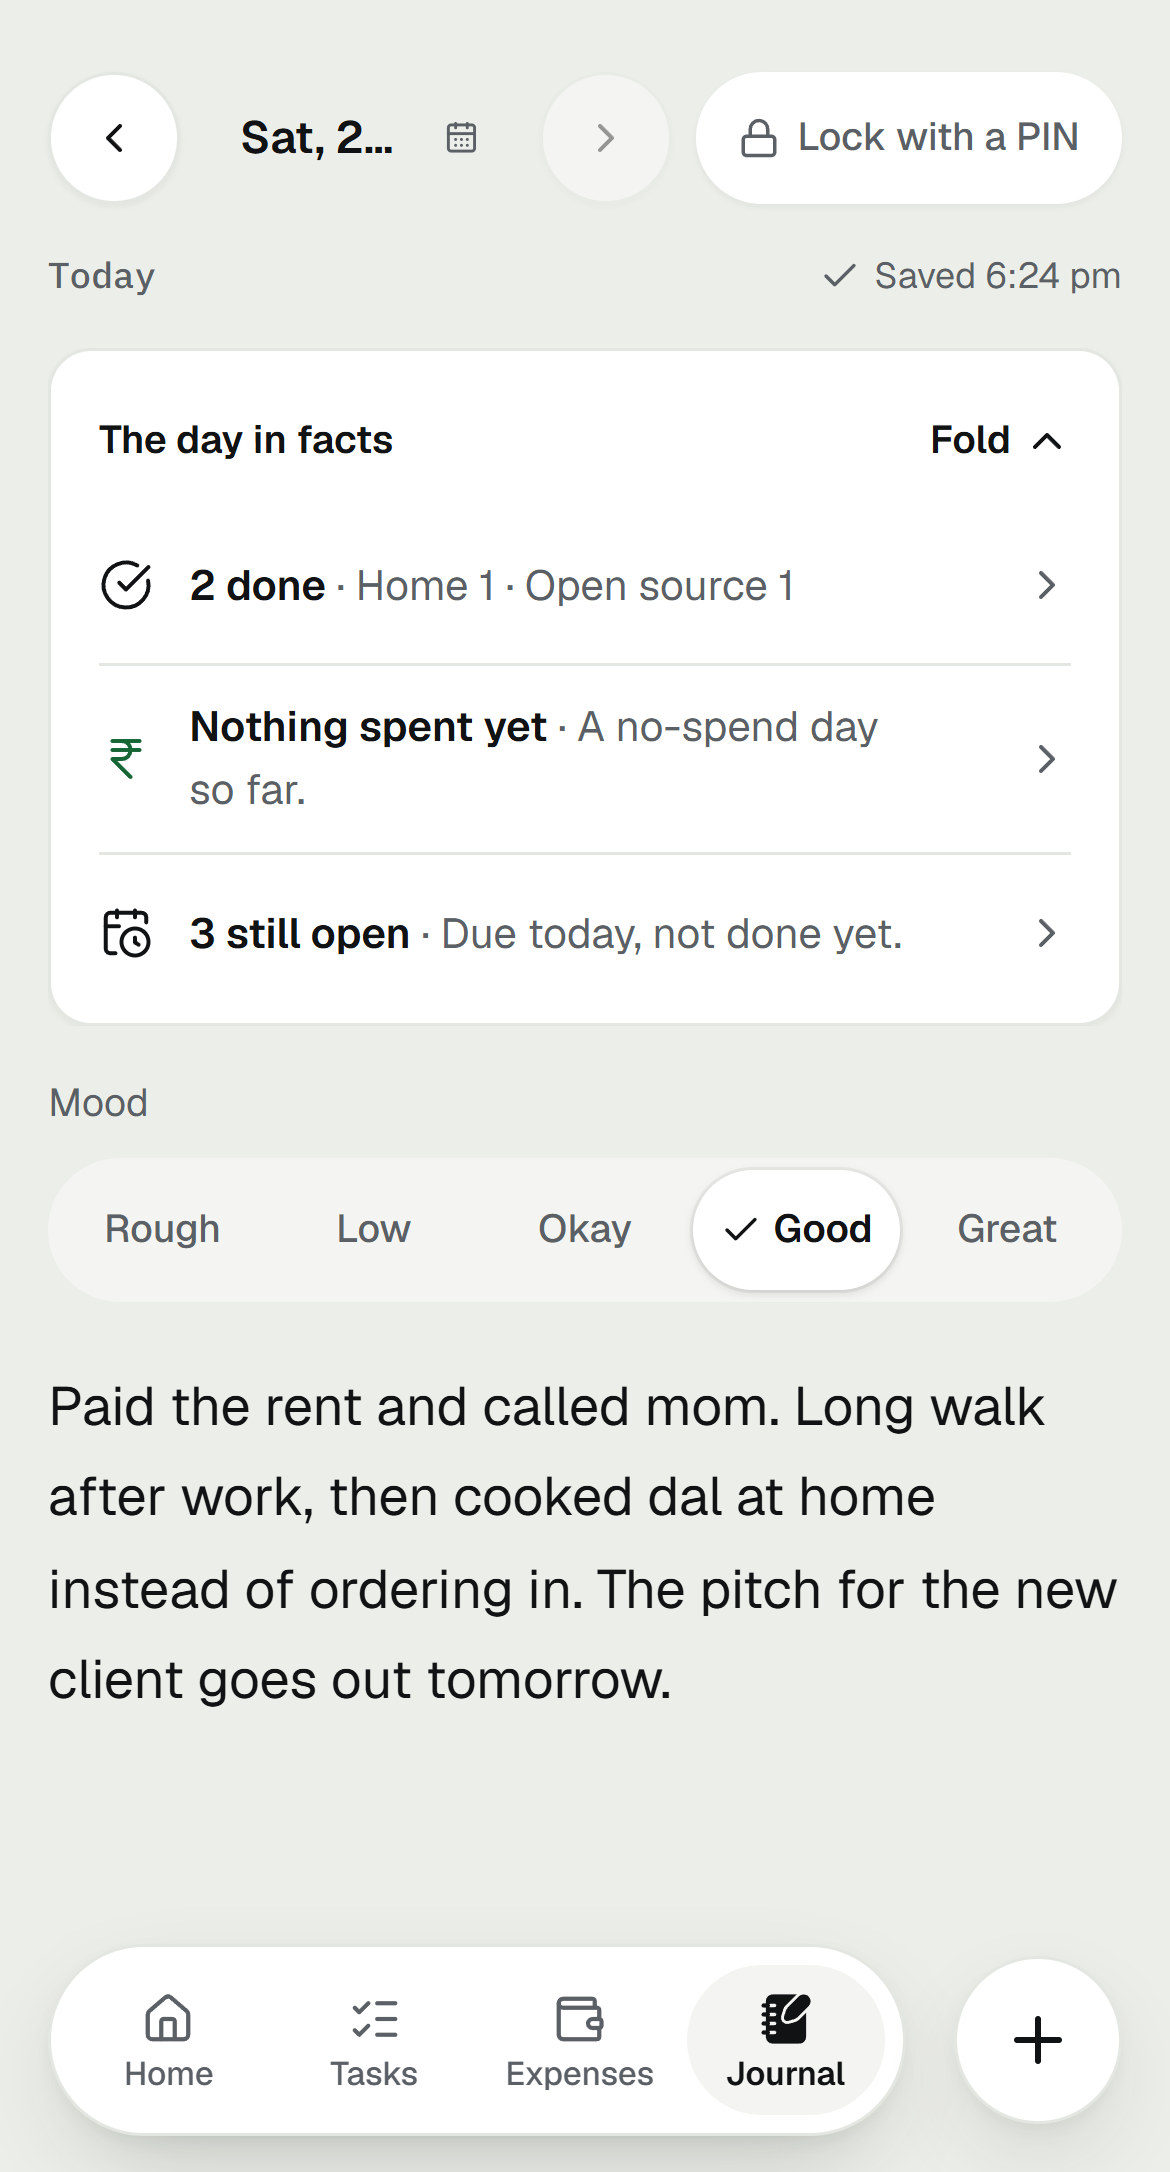 Sat, 2...
Lock with a PIN
Today
Saved 6:24 pm
The day in facts
Fold
2 done · Home 1 · Open source 1
₹
Nothing spent yet · A no-spend day
so far.
3 still open · Due today, not done yet.
Mood
Rough
Low
Okay
Good
Great
Paid the rent and called mom. Long walk
after work, then cooked dal at home
instead of ordering in. The pitch for the new
client goes out tomorrow.
Home
Tasks
Expenses
Journal